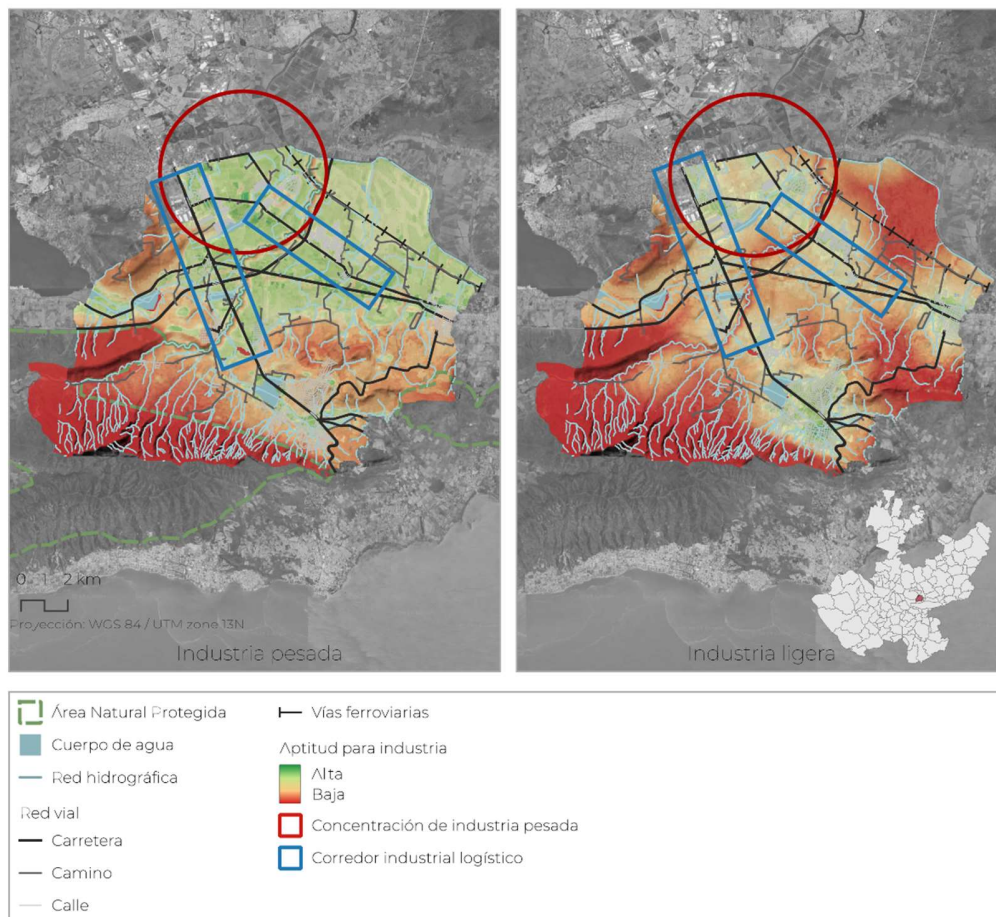 0 1 2 km
Proyección: WGS 84 / UTM zone 13N
Industria pesada
Industria ligera
Área Natural Protegida
Cuerpo de agua
Red hidrográfica
Red vial
Carretera
Camino
Calle
Vías ferroviarias
Aptitud para industria
Alta
Baja
Concentración de industria pesada
Corredor industrial logístico